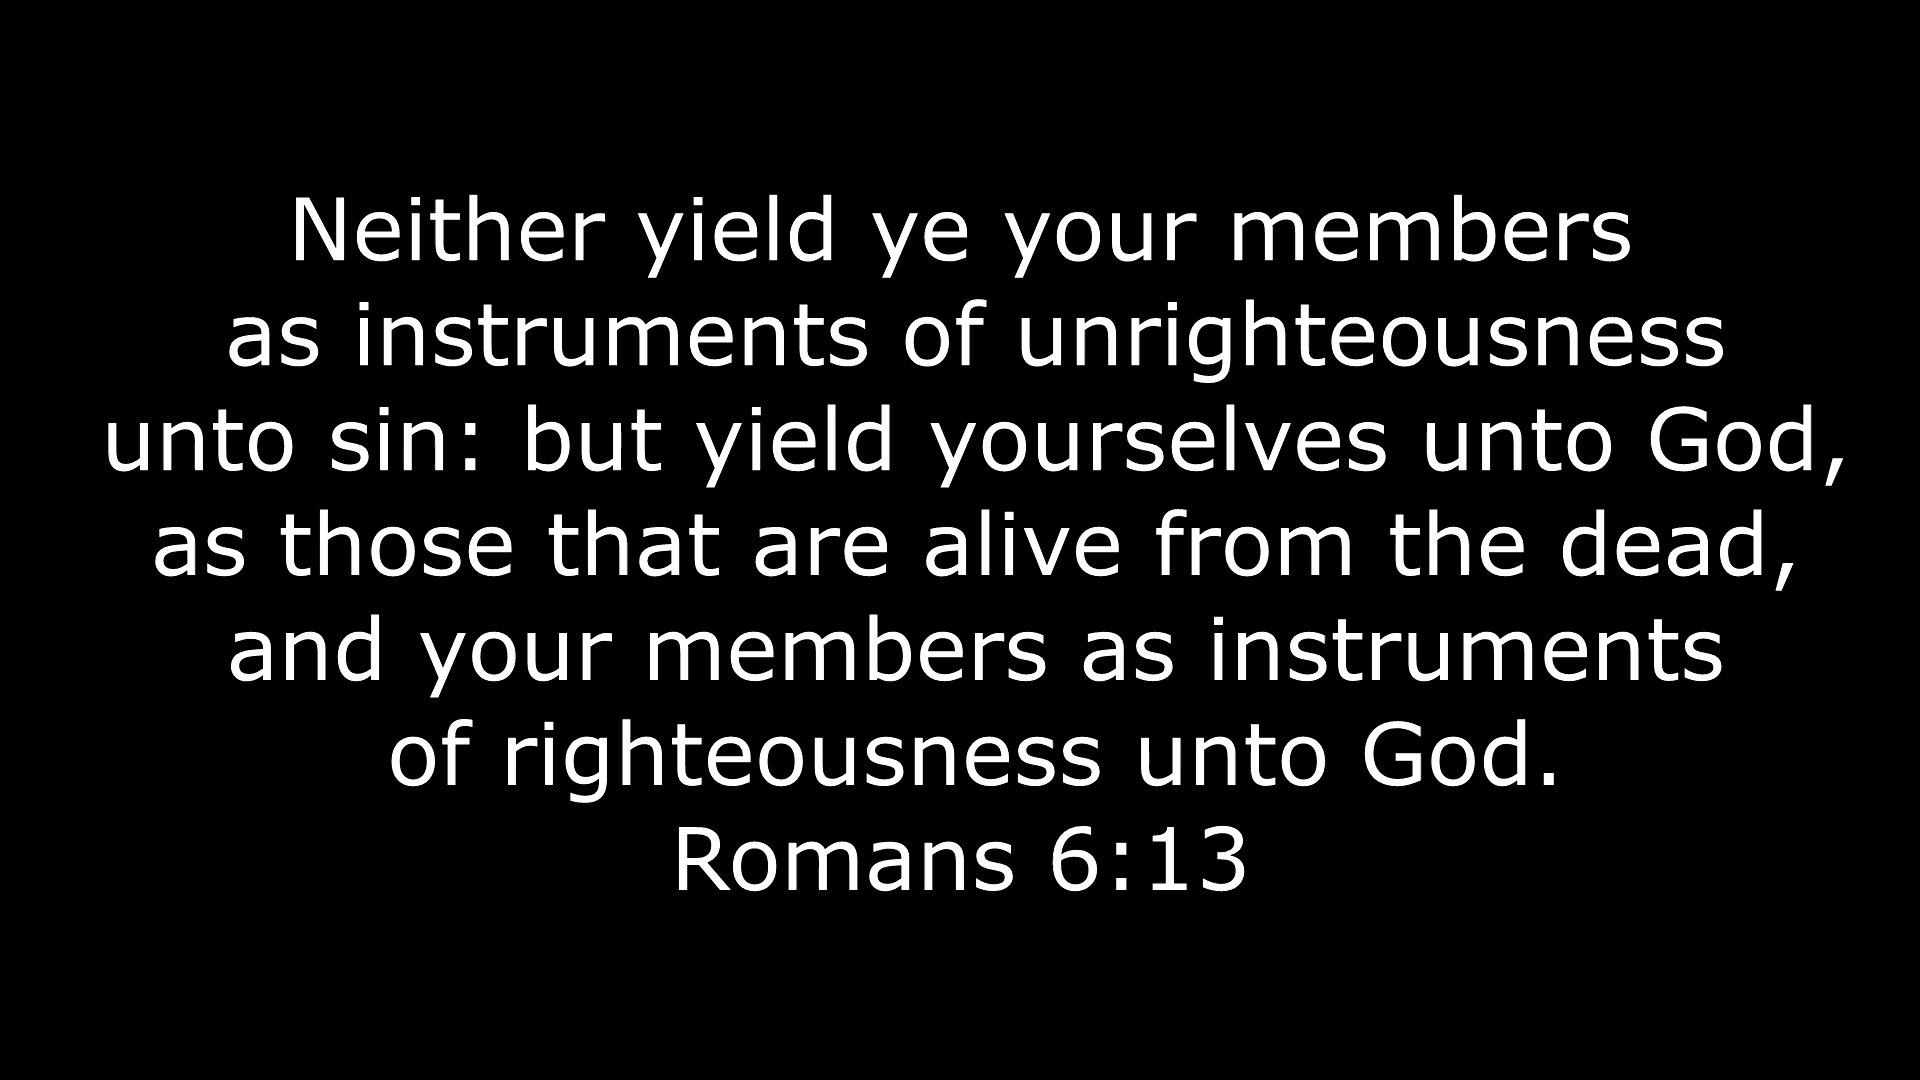 Neither yield ye your members
as instruments of unrighteousness
unto sin: but yield yourselves unto God,
as those that are alive from the dead,
and your members as instruments
of righteousness unto God.
Romans 6:13